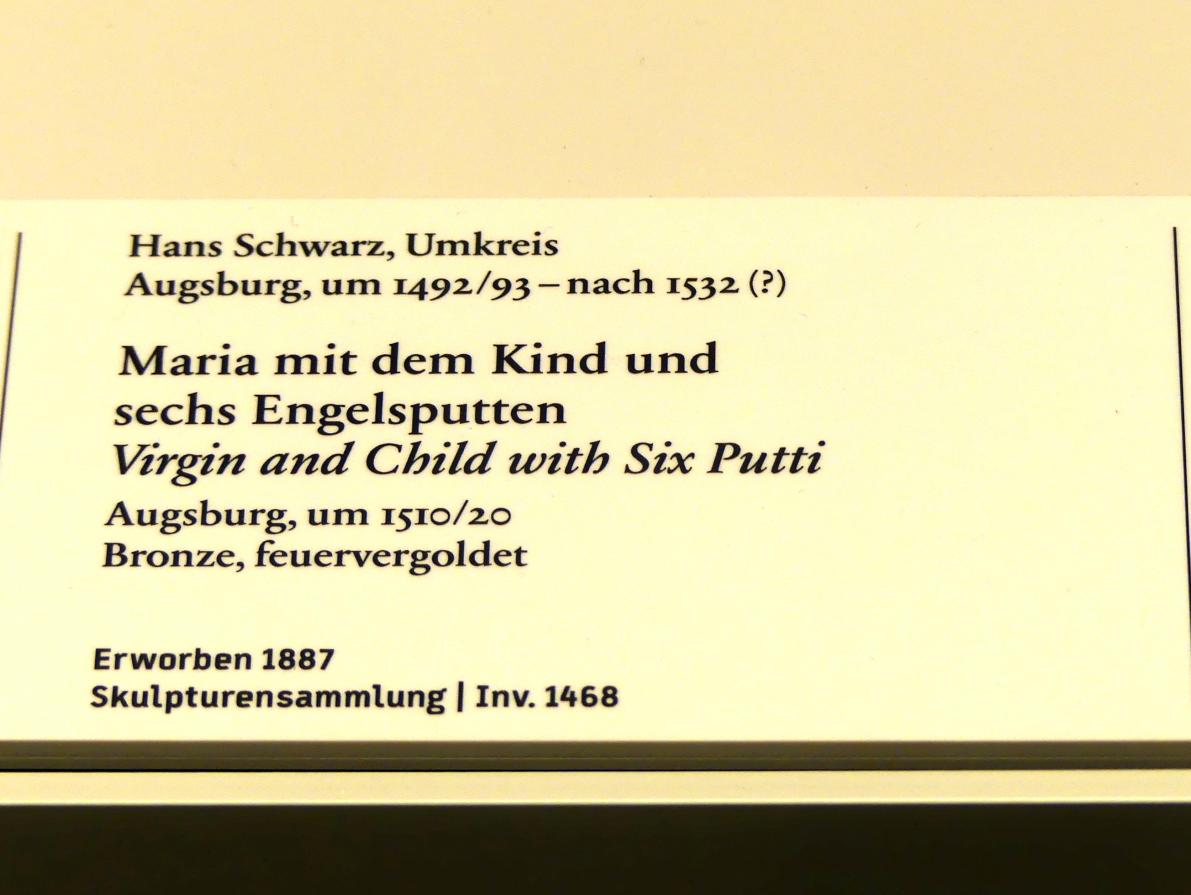 Hans Schwarz, Umkreis
Augsburg, um 1492/93 – nach 1532 (?)
Maria mit dem Kind und
sechs Engelsputten
Virgin and Child with Six Putti
Augsburg, um 1510/20
Bronze, feuervergoldet
Erworben 1887
Skulpturensammlung | Inv. 1468